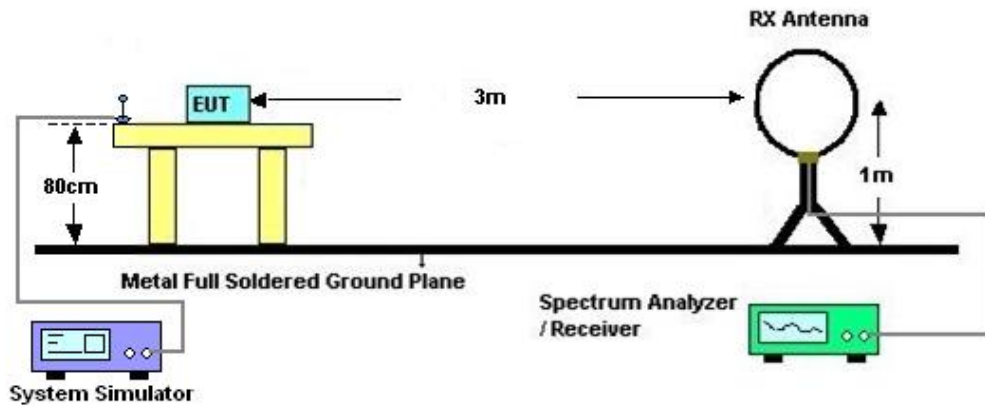 RX Antenna
EUT
3m
80cm
1m
Metal Full Soldered Ground Plane
Spectrum Analyzer
/ Receiver
System Simulator